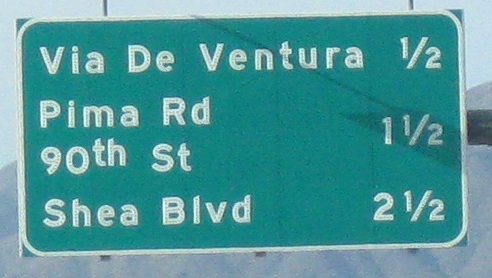 Via De Ventura ½
Pima Rd
90th St 1½
Shea Blvd 2½